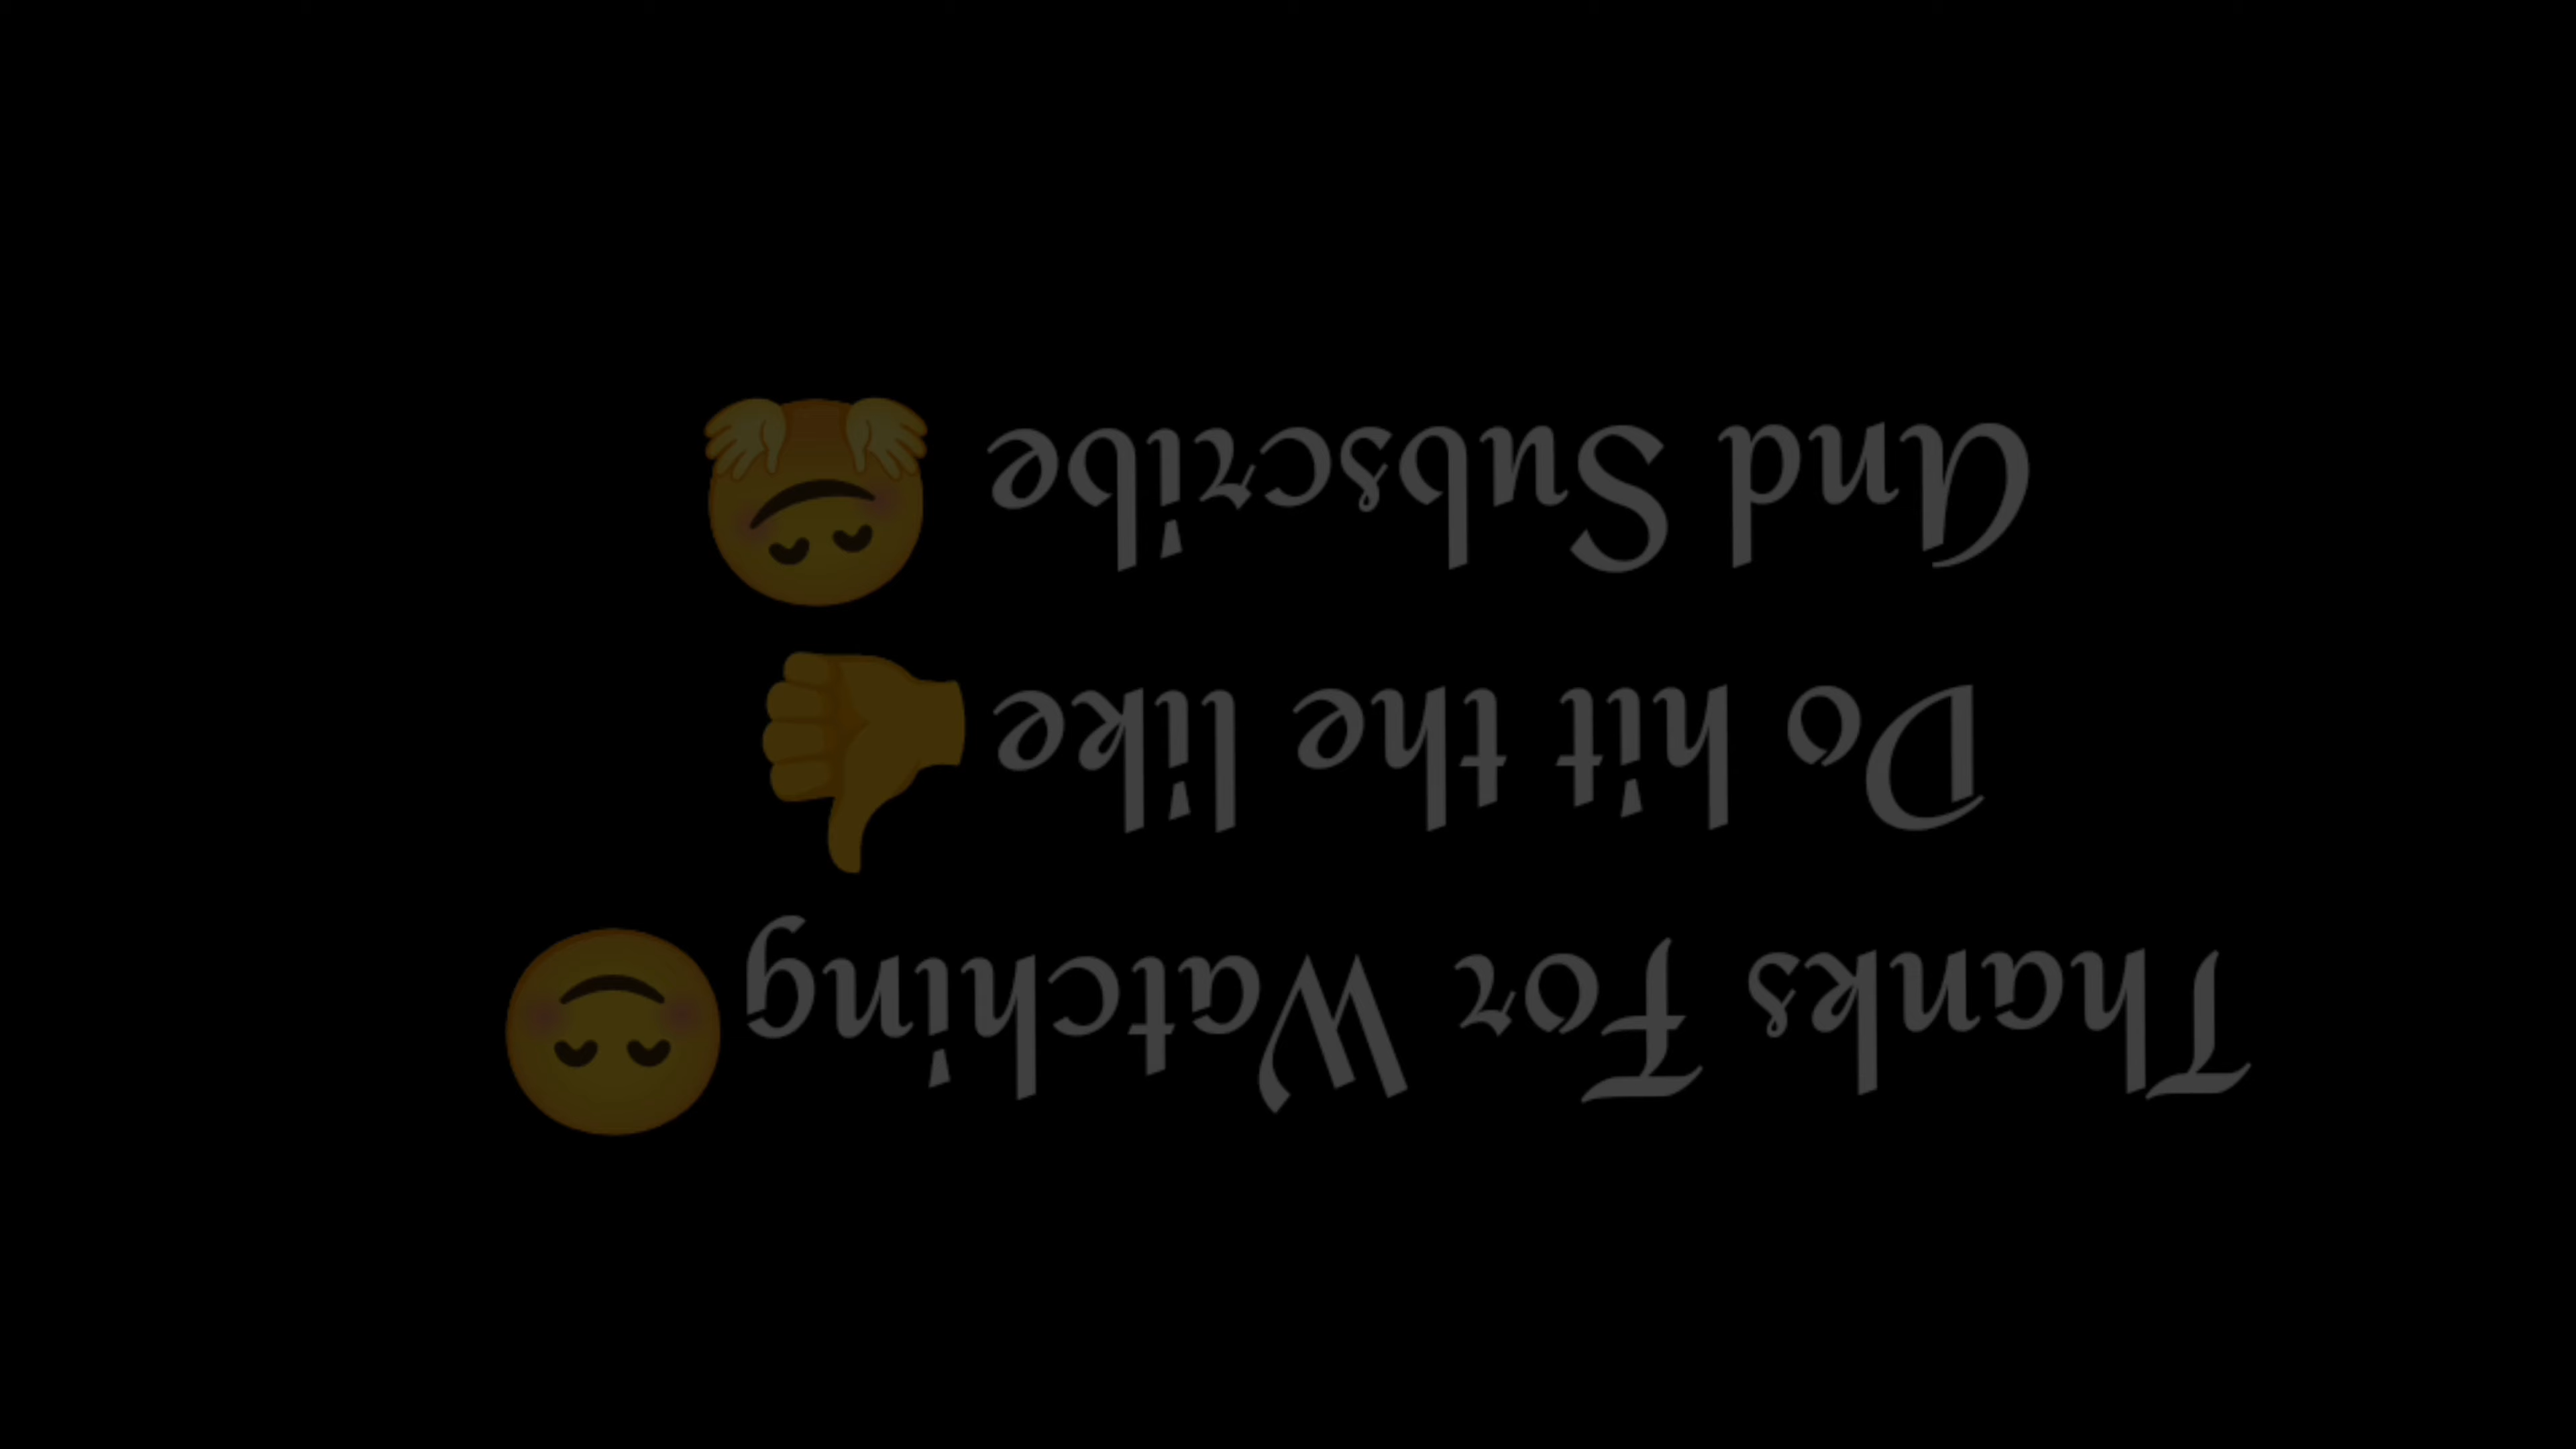 Thanks For Watching 😊
Do hit the like 👍
And Subscribe 🤗